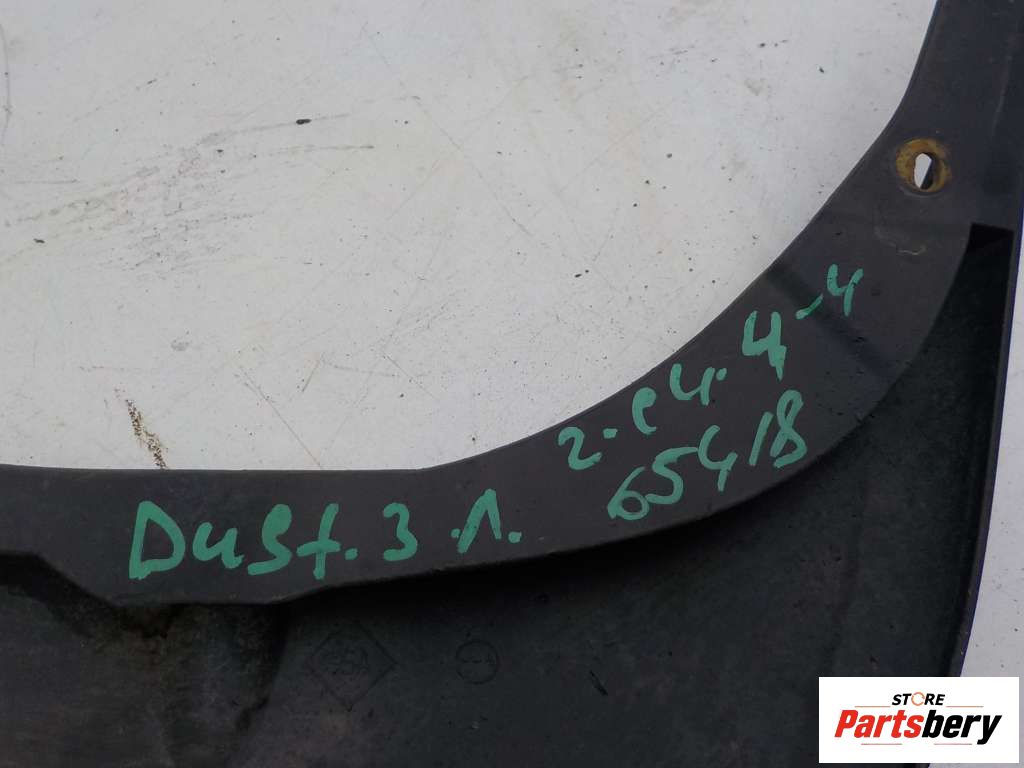 Dust. 3.Л.
2.е4.4-4
65418
STORE
Partsbery